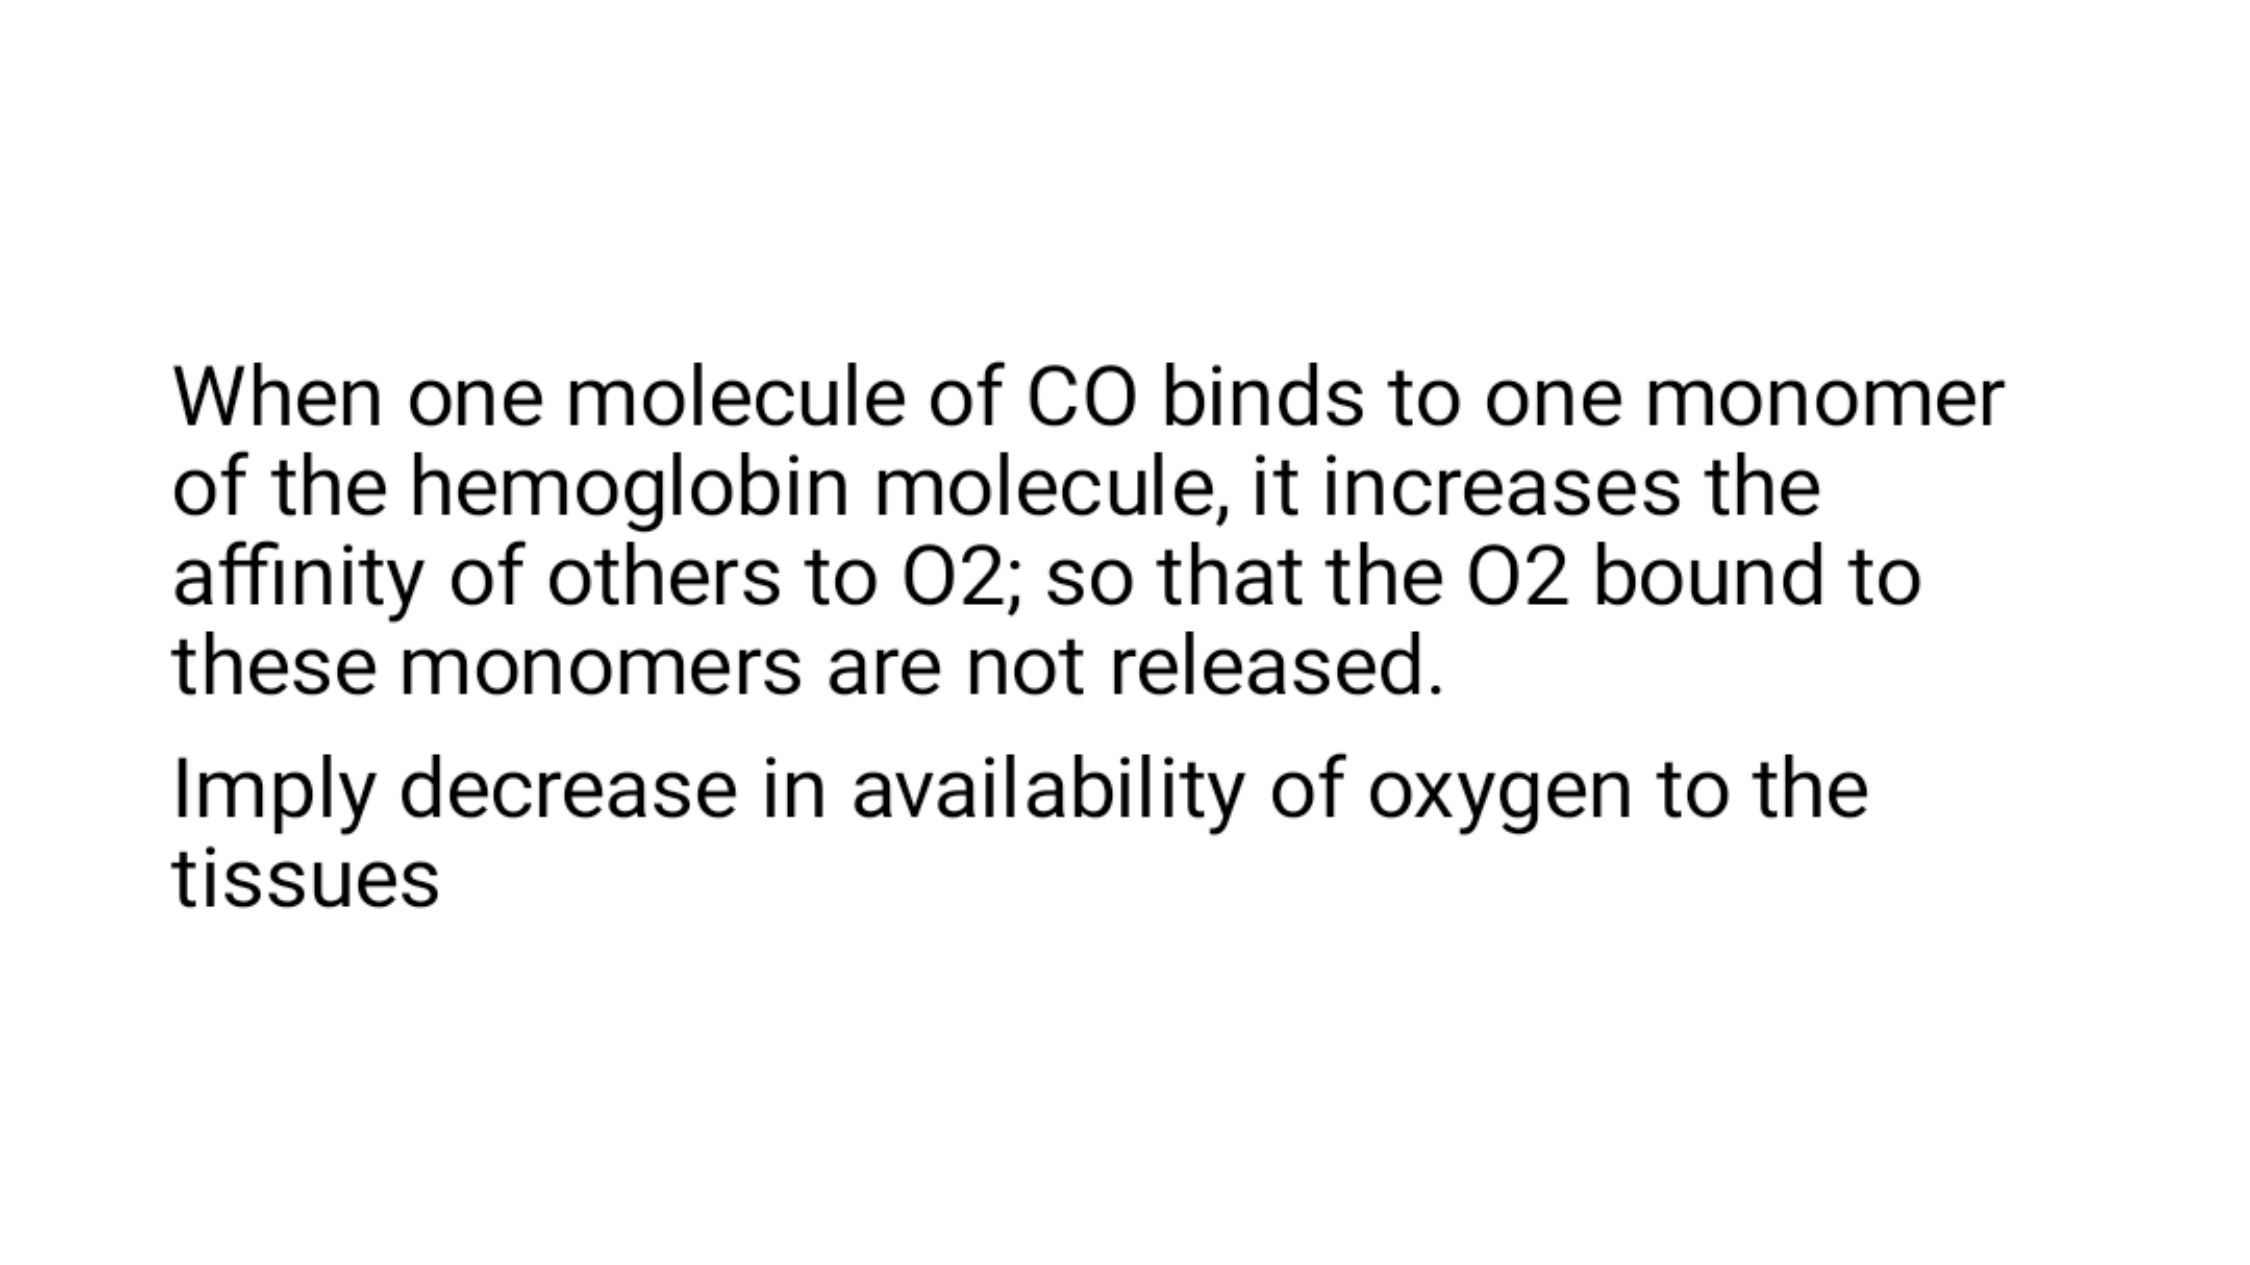 When one molecule of CO binds to one monomer
of the hemoglobin molecule, it increases the
affinity of others to O2; so that the O2 bound to
these monomers are not released.
Imply decrease in availability of oxygen to the
tissues